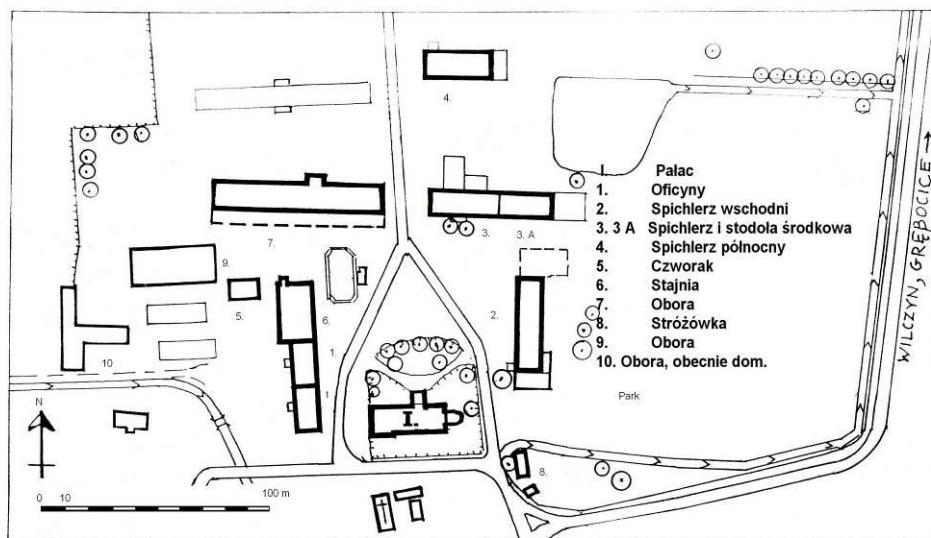 4.
I. Pałac
1. Oficyny
2. Spichlerz wschodni
3. 3 A Spichlerz i stodoła środkowa
4. Spichlerz północny
5. Czworak
6. Stajnia
7. Obora
8. Stróżówka
9. Obora
10. Obora, obecnie dom.
WILCZYN, GRĘBOCICE →
3.
3. A
7.
9.
5.
6.
2.
1.
10
1
I.
Park
N
8.
0 10 100 m